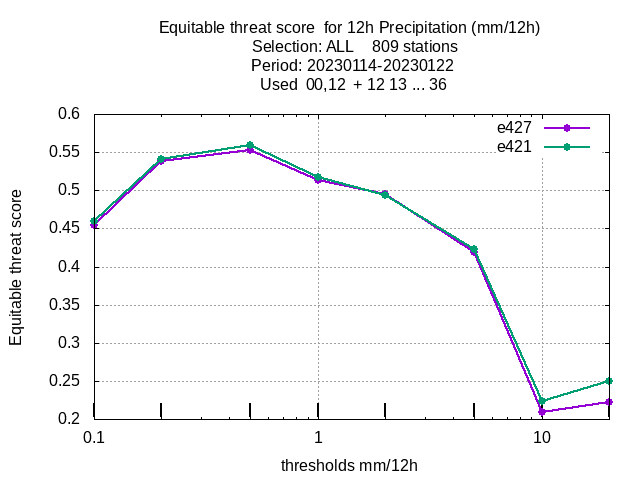 Equitable threat score  for 12h Precipitation (mm/12h)
Selection: ALL    809 stations
Period: 20230114-20230122
Used  00,12  + 12 13 ... 36
e427
e421
0.6
0.55
0.5
0.45
0.4
0.35
0.3
0.25
0.2
Equitable threat score
0.1 1 10
thresholds mm/12h